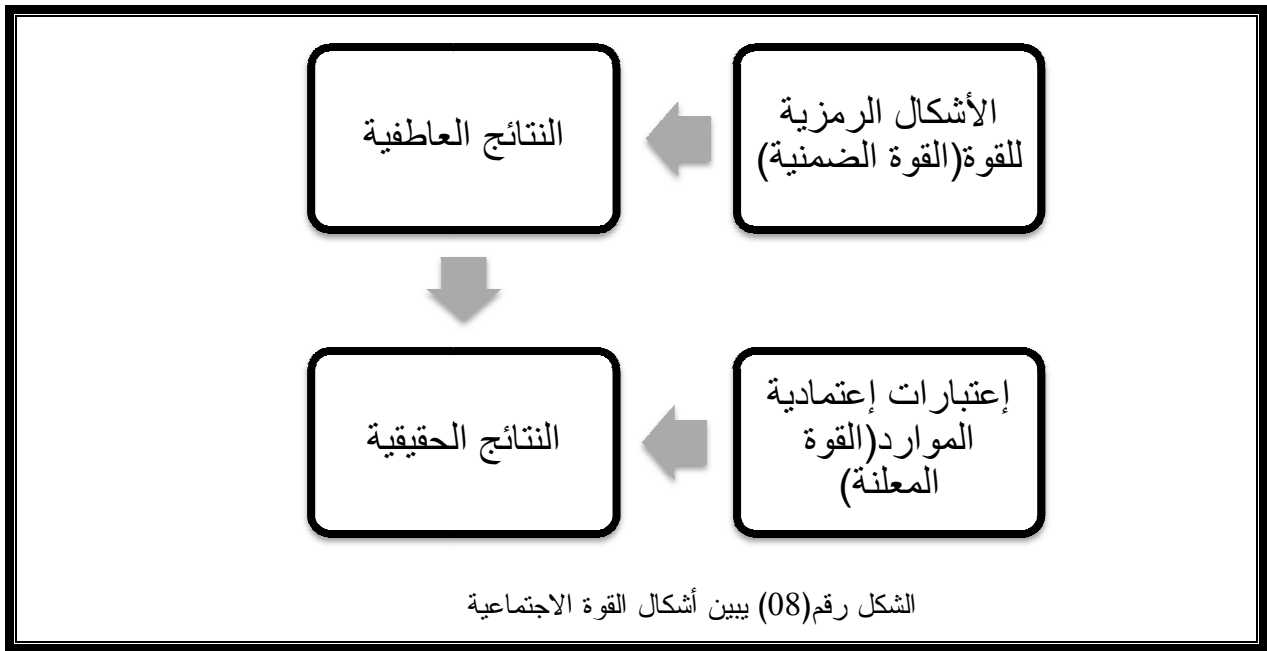 الأشكال الرمزية
للقوة(القوة الضمنية)
النتائج العاطفية
إعتبارات إعتمادية
الموارد(القوة
المعلنة)
النتائج الحقيقية
الشكل رقم(08) يبين أشكال القوة الاجتماعية